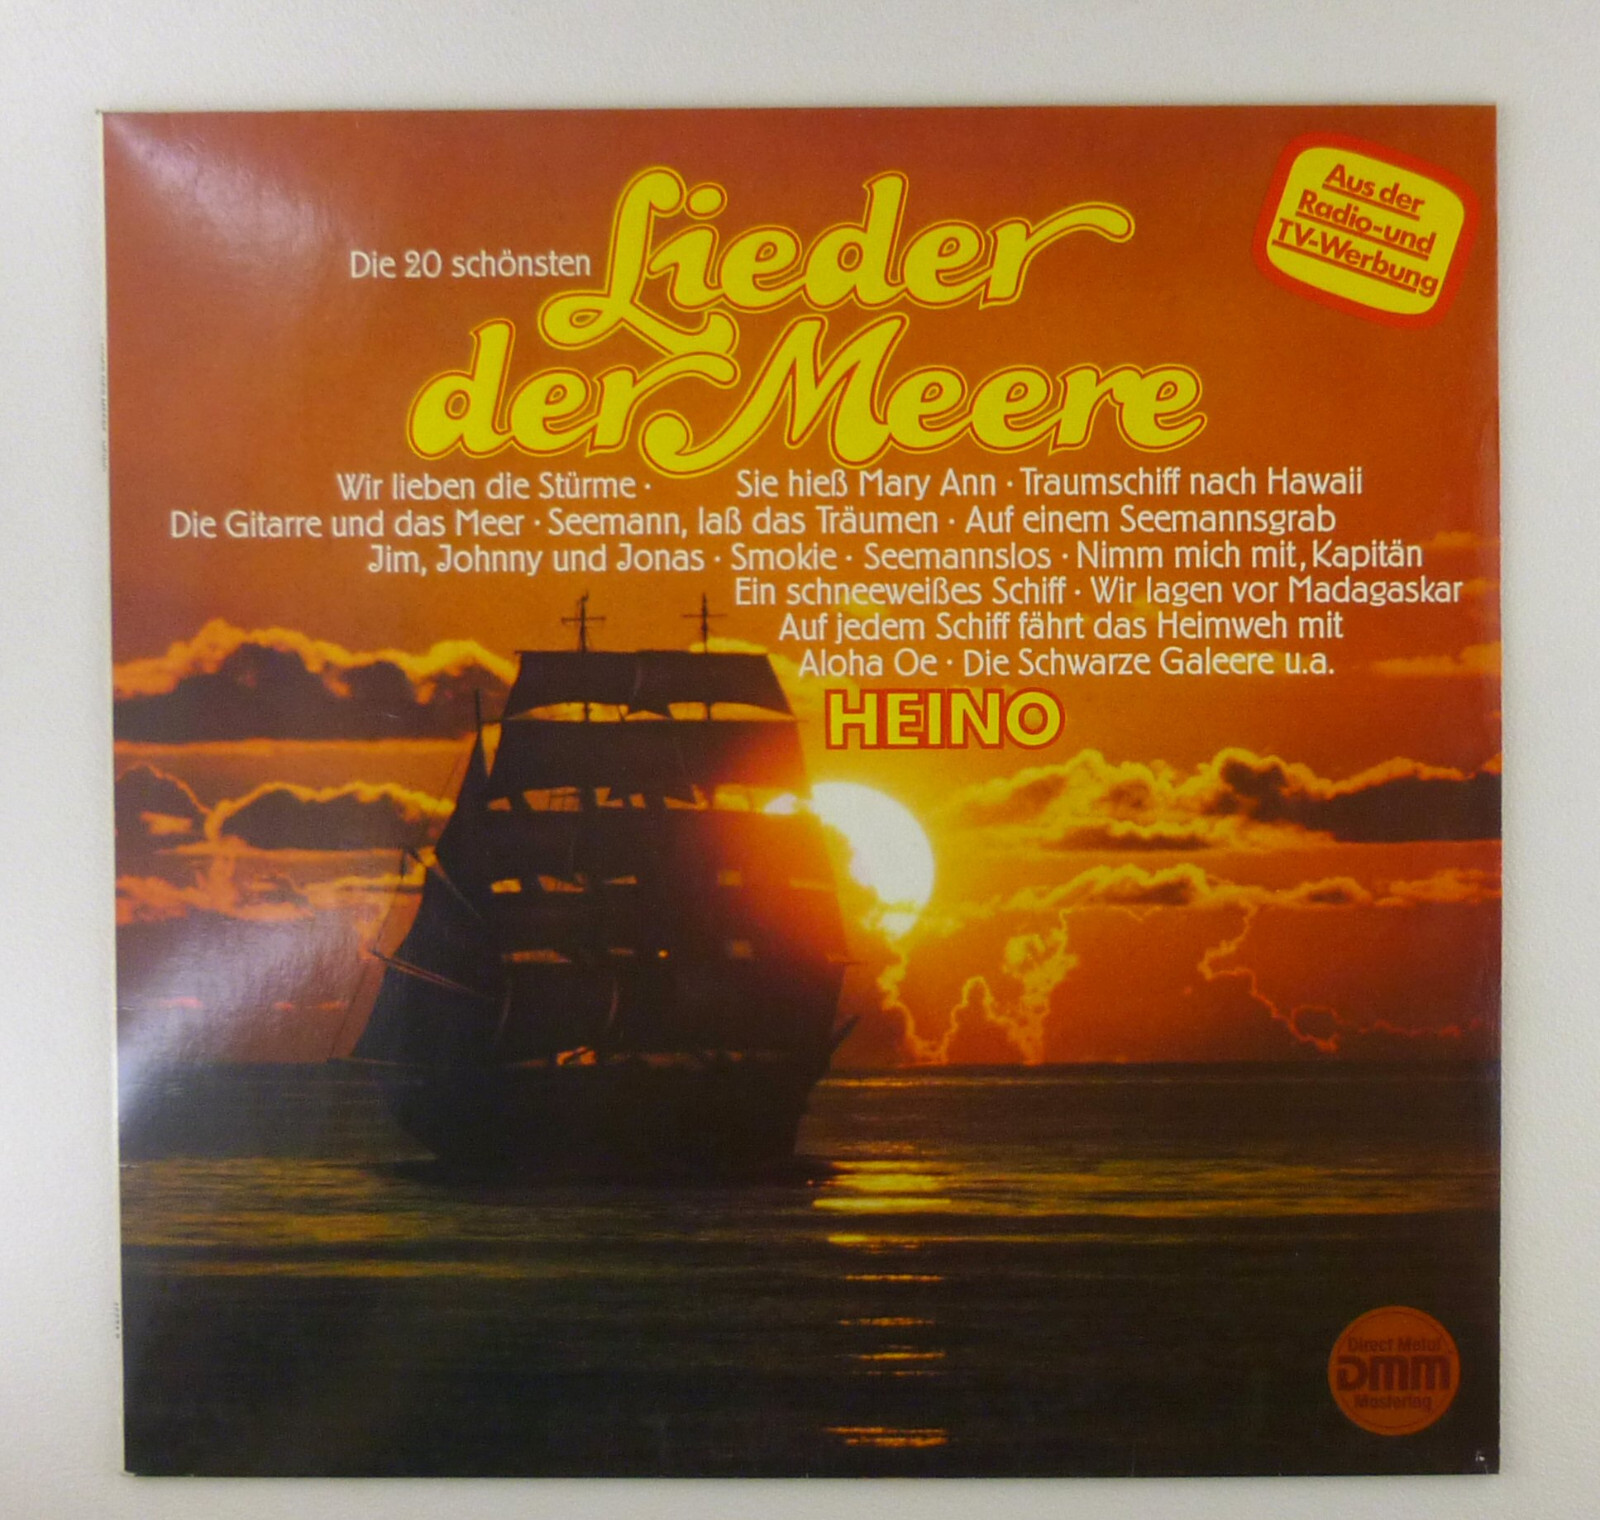 Aus der
Radio-und
TV-Werbung
Die 20 schönsten Lieder
der Meere
Wir lieben die Stürme · Sie hieß Mary Ann · Traumschiff nach Hawaii
Die Gitarre und das Meer · Seemann, laß das Träumen · Auf einem Seemannsgrab
Jim, Johnny und Jonas · Smokie · Seemannslos · Nimm mich mit, Kapitän
Ein schneeweißes Schiff · Wir lagen vor Madagaskar
Auf jedem Schiff fährt das Heimweh mit
Aloha Oe · Die Schwarze Galeere u.a.
HEINO
Direct Metal
DMM
Mastering